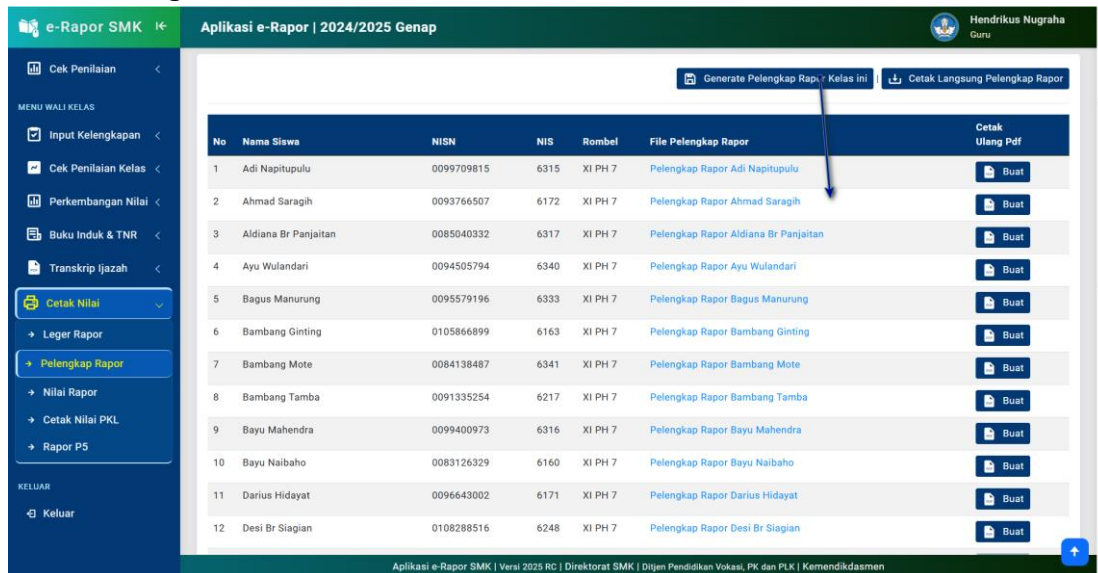 e-Rapor SMK
Aplikasi e-Rapor | 2024/2025 Genap
Hendrikus Nugraha
Guru
Cek Penilaian
MENU WALI KELAS
Input Kelengkapan
Cek Penilaian Kelas
Perkembangan Nilai
Buku Induk & TNR
Transkrip Ijazah
Cetak Nilai
Leger Rapor
Pelengkap Rapor
Nilai Rapor
Cetak Nilai PKL
Rapor P5
KELUAR
Keluar
Generate Pelengkap Rapor Kelas ini | Cetak Langsung Pelengkap Rapor
No Nama Siswa NISN NIS Rombel File Pelengkap Rapor Cetak Ulang Pdf
1 Adi Napitupulu 0099709815 6315 XI PH 7 Pelengkap Rapor Adi Napitupulu Buat
2 Ahmad Saragih 0093766507 6172 XI PH 7 Pelengkap Rapor Ahmad Saragih Buat
3 Aldiana Br Panjaitan 0085040332 6317 XI PH 7 Pelengkap Rapor Aldiana Br Panjaitan Buat
4 Ayu Wulandari 0094505794 6340 XI PH 7 Pelengkap Rapor Ayu Wulandari Buat
5 Bagus Manurung 0095579196 6333 XI PH 7 Pelengkap Rapor Bagus Manurung Buat
6 Bambang Ginting 0105866899 6163 XI PH 7 Pelengkap Rapor Bambang Ginting Buat
7 Bambang Mote 0084138487 6341 XI PH 7 Pelengkap Rapor Bambang Mote Buat
8 Bambang Tamba 0091335254 6217 XI PH 7 Pelengkap Rapor Bambang Tamba Buat
9 Bayu Mahendra 0099400973 6316 XI PH 7 Pelengkap Rapor Bayu Mahendra Buat
10 Bayu Naibaho 0083126329 6160 XI PH 7 Pelengkap Rapor Bayu Naibaho Buat
11 Darius Hidayat 0096643002 6171 XI PH 7 Pelengkap Rapor Darius Hidayat Buat
12 Desi Br Siagian 0108288516 6248 XI PH 7 Pelengkap Rapor Desi Br Siagian Buat
Aplikasi e-Rapor SMK | Versi 2025 RC | Direktorat SMK | Ditjen Pendidikan Vokasi, PK dan PLK | Kemendikdasmen